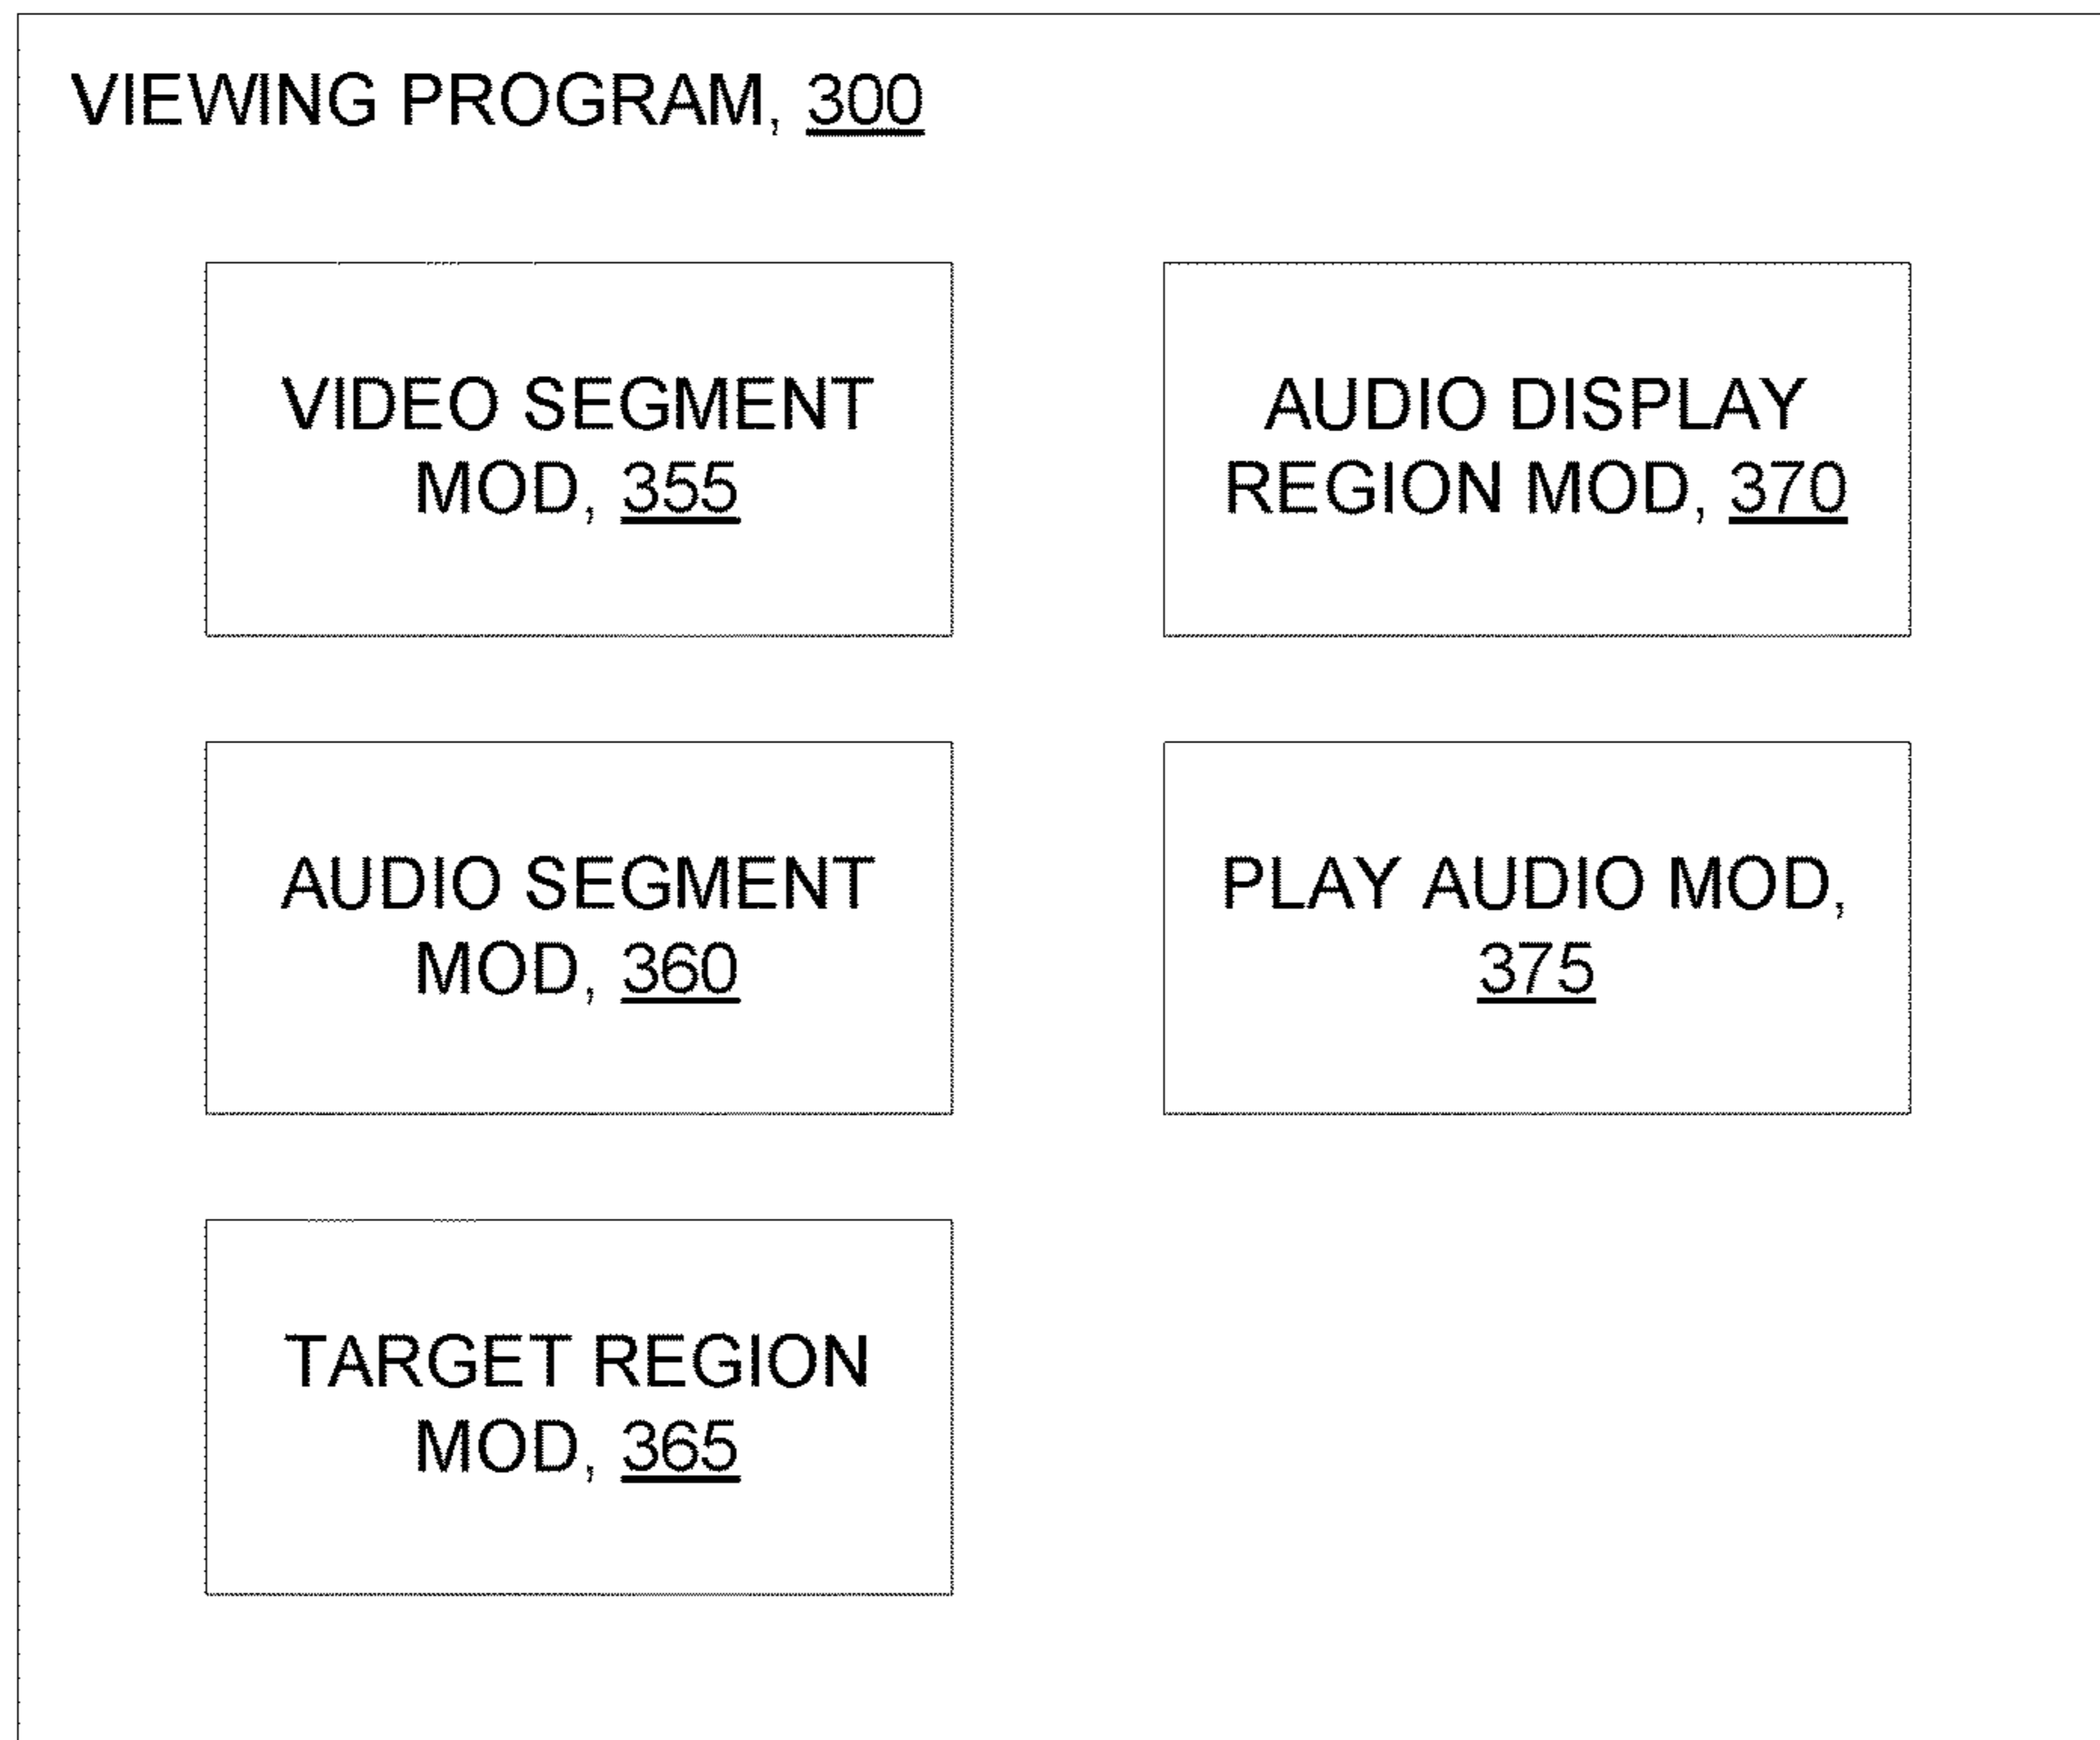 VIEWING PROGRAM, 300
VIDEO SEGMENT
MOD, 355
AUDIO DISPLAY
REGION MOD, 370
AUDIO SEGMENT
MOD, 360
PLAY AUDIO MOD,
375
TARGET REGION
MOD, 365